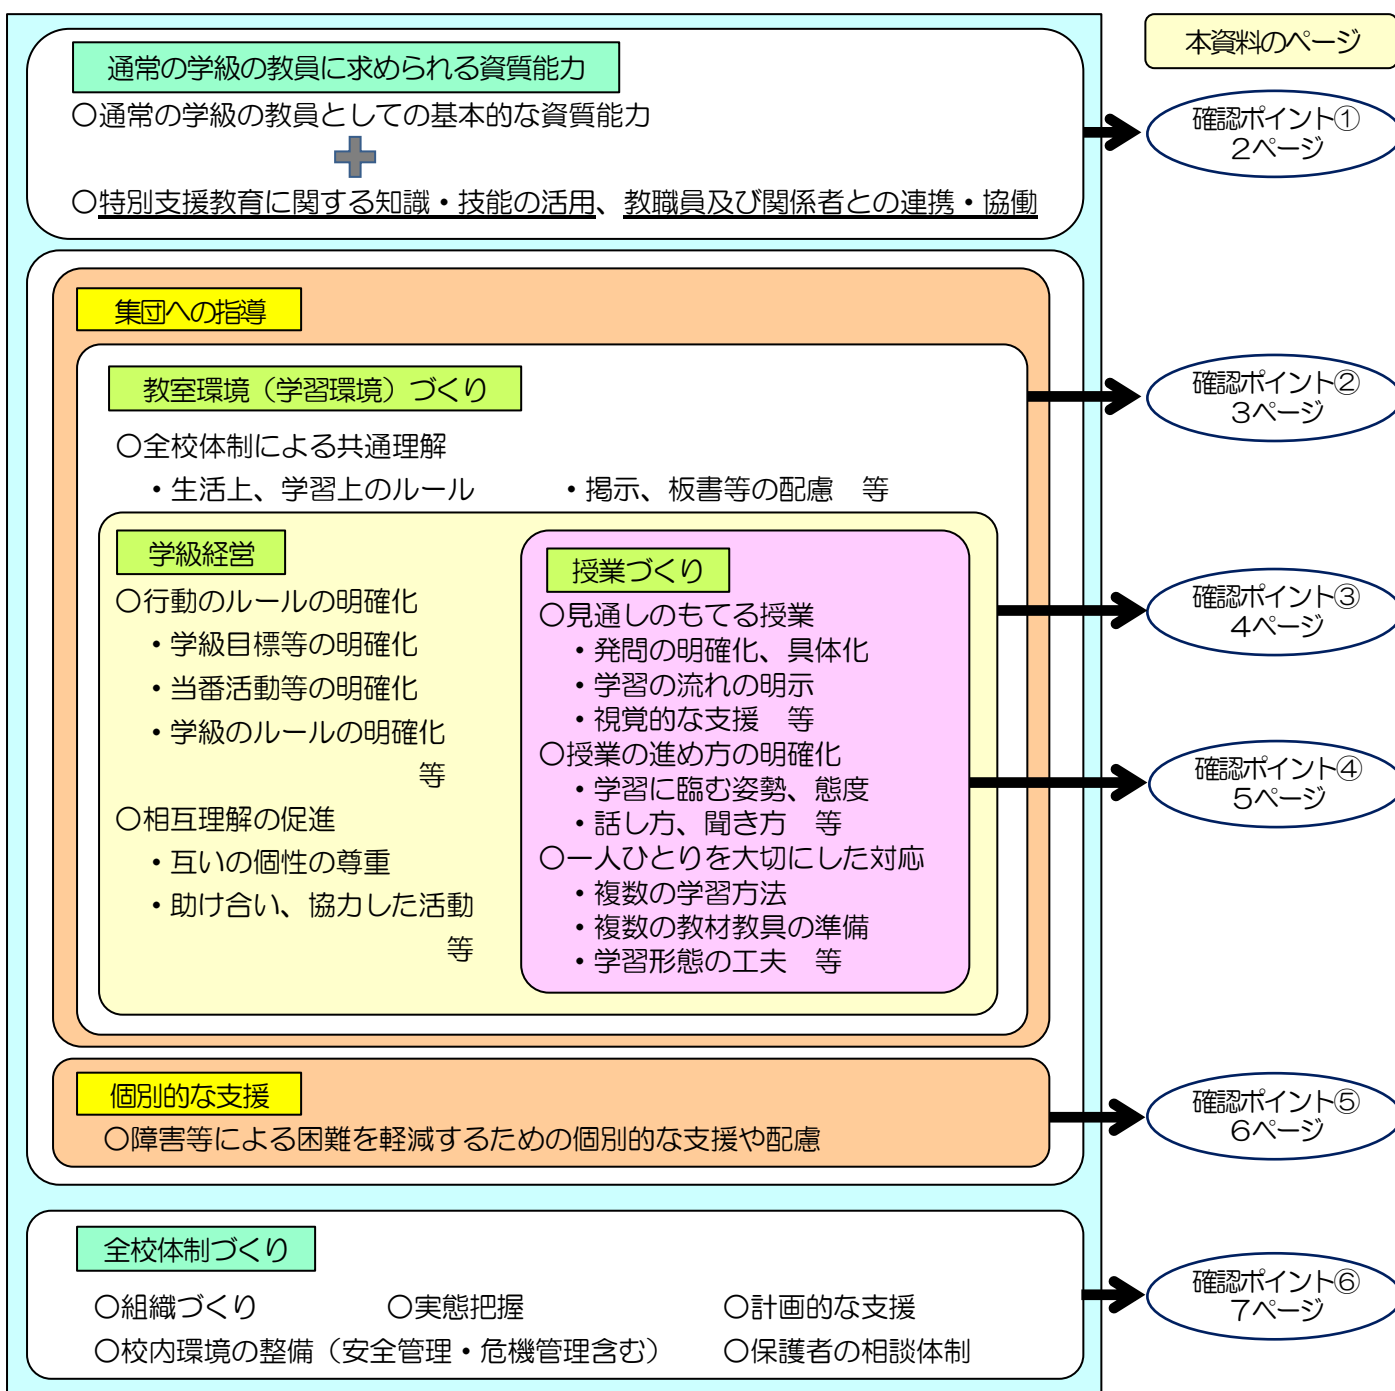 本資料のページ
通常の学級の教員に求められる資質能力
○通常の学級の教員としての基本的な資質能力
○特別支援教育に関する知識・技能の活用、教職員及び関係者との連携・協働
確認ポイント①
2ページ
集団への指導
教室環境（学習環境）づくり
○全校体制による共通理解
・生活上、学習上のルール　・掲示、板書等の配慮　等
確認ポイント②
3ページ
学級経営
○行動のルールの明確化
・学級目標等の明確化
・当番活動等の明確化
・学級のルールの明確化
等
○相互理解の促進
・互いの個性の尊重
・助け合い、協力した活動
等
確認ポイント③
4ページ
授業づくり
○見通しのもてる授業
・発問の明確化、具体化
・学習の流れの明示
・視覚的な支援　等
○授業の進め方の明確化
・学習に臨む姿勢、態度
・話し方、聞き方　等
○一人ひとりを大切にした対応
・複数の学習方法
・複数の教材教具の準備
・学習形態の工夫　等
確認ポイント④
5ページ
個別的な支援
○障害等による困難を軽減するための個別的な支援や配慮
確認ポイント⑤
6ページ
全校体制づくり
○組織づくり　○実態把握　○計画的な支援
○校内環境の整備（安全管理・危機管理含む）　○保護者の相談体制
確認ポイント⑥
7ページ